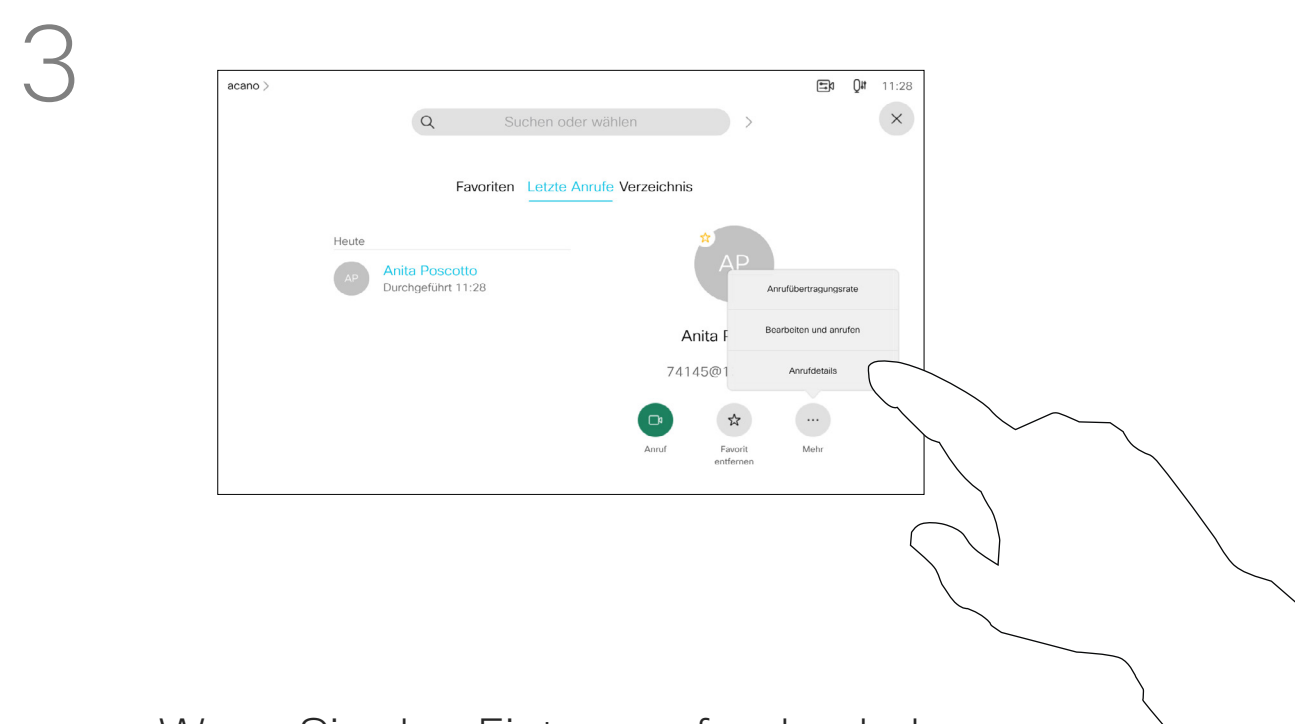 3
acano >
11:28
Suchen oder wählen
Favoriten Letzte Anrufe Verzeichnis
Heute
AP
Anita Poscotto
Durchgeführt 11:28
AP
Anita P
74145@1
Anrufübertragungsrate
Bearbeiten und anrufen
Anrufdetails
Anruf
Favorit
entfernen
Mehr